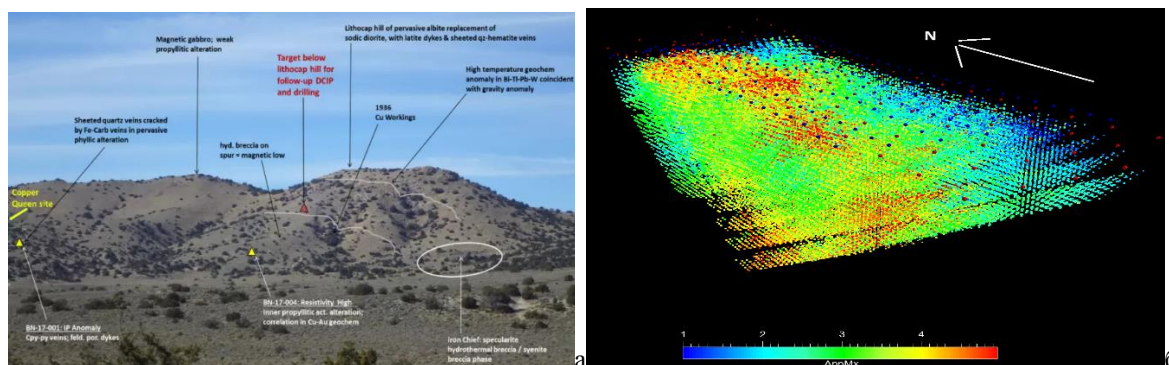 Magnetic gabbro; weak
propyllitic alteration
Lithocap hill of pervasive albite replacement of
sodic diorite, with latite dykes & sheeted qz-hematite veins
Target below
lithocap hill for
follow-up DCIP
and drilling
High temperature geochem
anomaly in Bi-Ti-Pb-W coincident
with gravity anomaly
1936
Cu Workings
Sheeted quartz veins cracked
by Fe-Carb veins in pervasive
phyllic alteration
hyd. breccia on
spur = magnetic low
Copper
Queen site
BN-17-001: IP Anomaly
Cpy-py veins; feld. por. dykes
BN-17-004: Resistivity High
Inner propyllitic act. alteration;
correlation in Cu-Au geochem
Iron Chief: specularite
hydrothermal breccia / syenite
breccia phase
а
N
1 2 3 4
AppMx
б